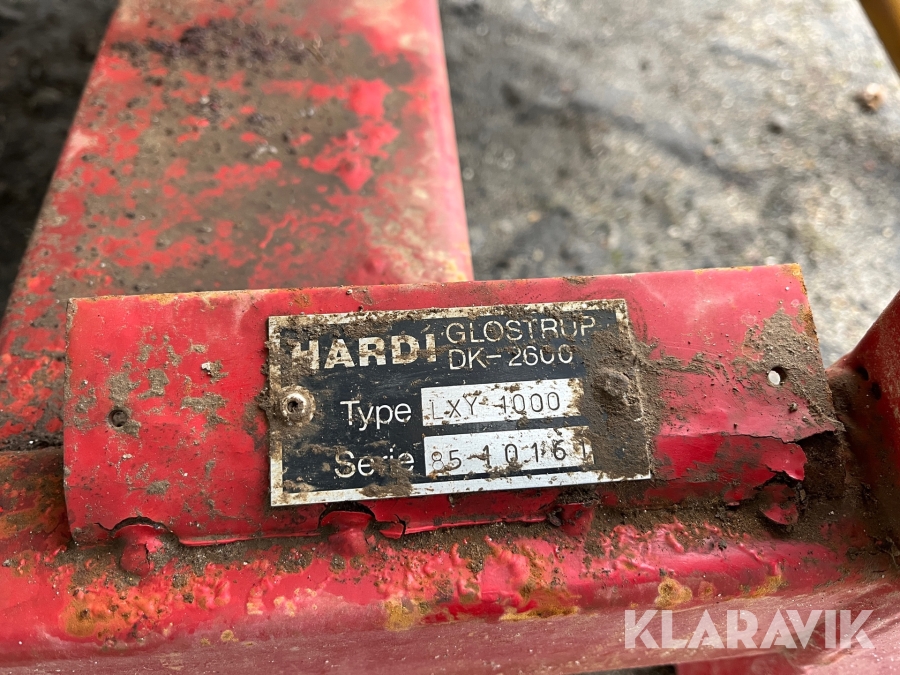 HARDI GLOSTRUP
DK-2600
Type LXY 1000
Serie 85 10161
KLARAVIK